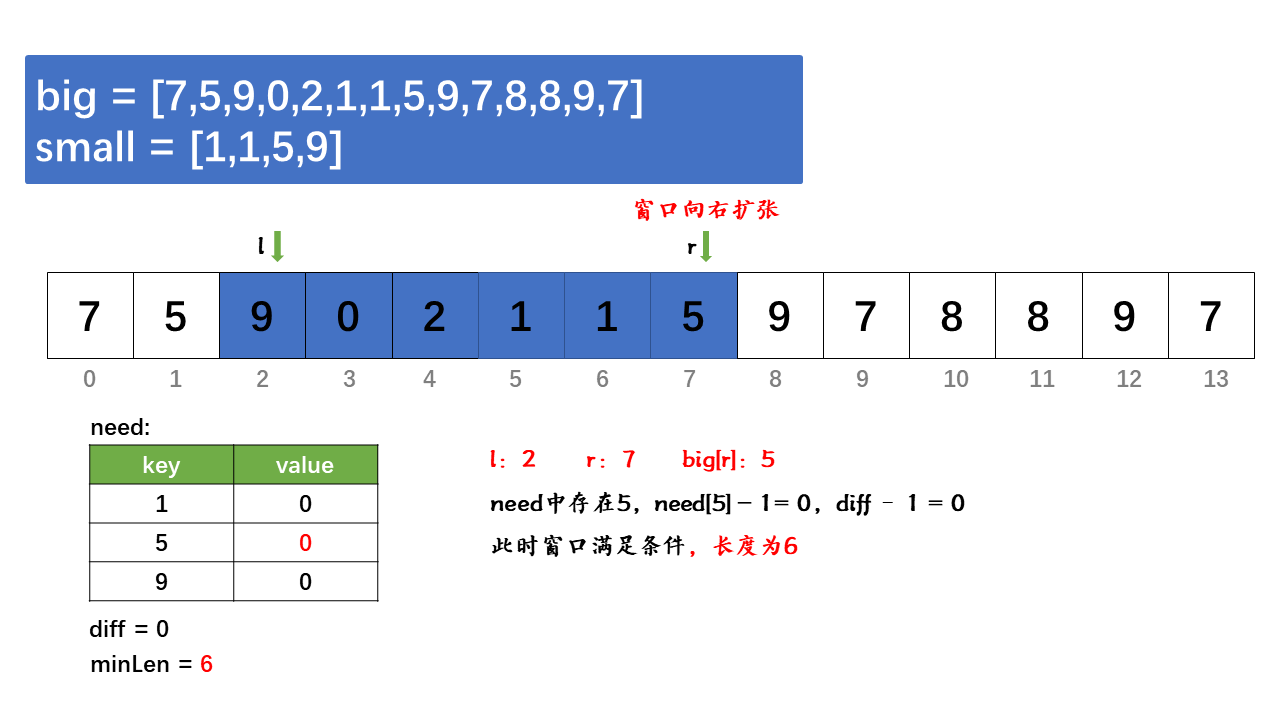 big = [7,5,9,0,2,1,1,5,9,7,8,8,9,7]
small = [1,1,5,9]
窗口向右扩张
l r
7 5 9 0 2 1 1 5 9 7 8 8 9 7
0 1 2 3 4 5 6 7 8 9 10 11 12 13
need:
key value
1 0
5 0
9 0
diff = 0
minLen = 6
l: 2 r: 7 big[r]: 5
need中存在5，need[5] - 1= 0，diff - 1 = 0
此时窗口满足条件，长度为6